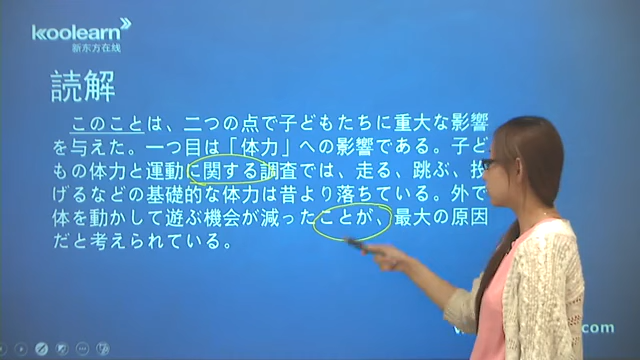 koolearn
新东方在线
読解
このことは、二つの点で子どもたちに重大な影響
を与えた。一つ目は「体力」への影響である。子ど
もの体力と運動に関する調査では、走る、跳ぶ、投
げるなどの基礎的な体力は昔より落ちている。外で
体を動かして遊ぶ機会が減ったことが、最大の原因
だと考えられている。
.com